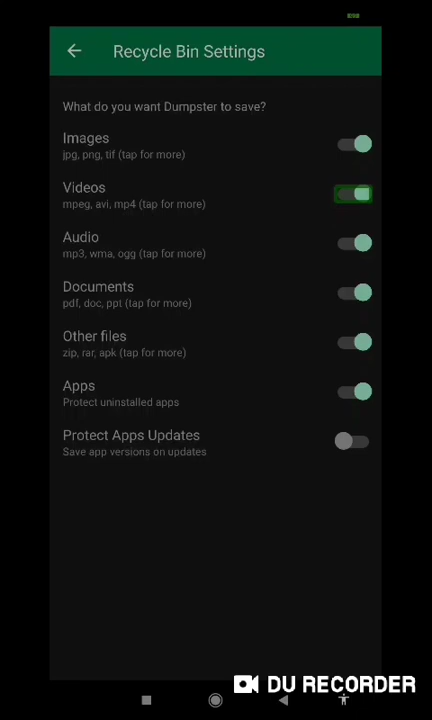 Recycle Bin Settings
What do you want Dumpster to save?
Images
jpg, png, tif (tap for more)
Videos
mpeg, avi, mp4 (tap for more)
Audio
mp3, wma, ogg (tap for more)
Documents
pdf, doc, ppt (tap for more)
Other files
zip, rar, apk (tap for more)
Apps
Protect uninstalled apps
Protect Apps Updates
Save app versions on updates
DU RECORDER